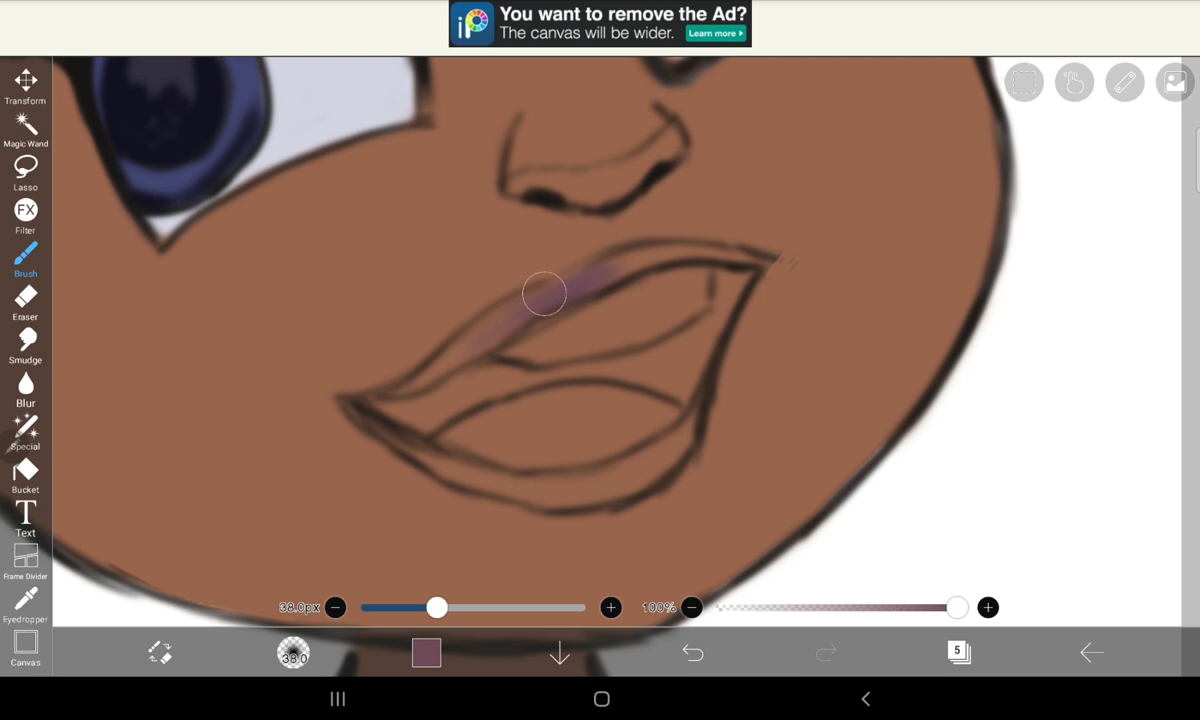 iP
You want to remove the Ad?
The canvas will be wider.
Learn more
Transform
Magic Wand
Lasso
FX
Filter
Brush
Eraser
Smudge
Blur
Special
Bucket
T
Text
Frame Divider
Eyedropper
Canvas
38.0px
100%
38.0
5